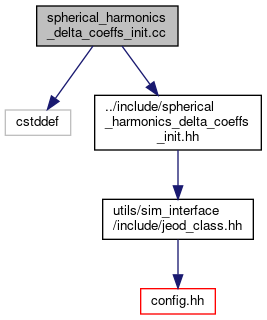 spherical_harmonics
_delta_coeffs_init.cc
cstddef
../include/spherical
_harmonics_delta_coeffs
_init.hh
utils/sim_interface
/include/jeod_class.hh
config.hh